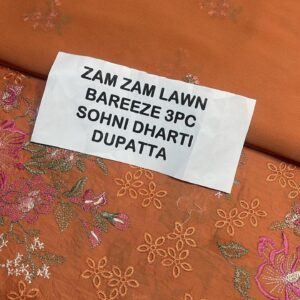 ZAM ZAM LAWN
BAREEZE 3PC
SOHNI DHARTI
DUPATTA